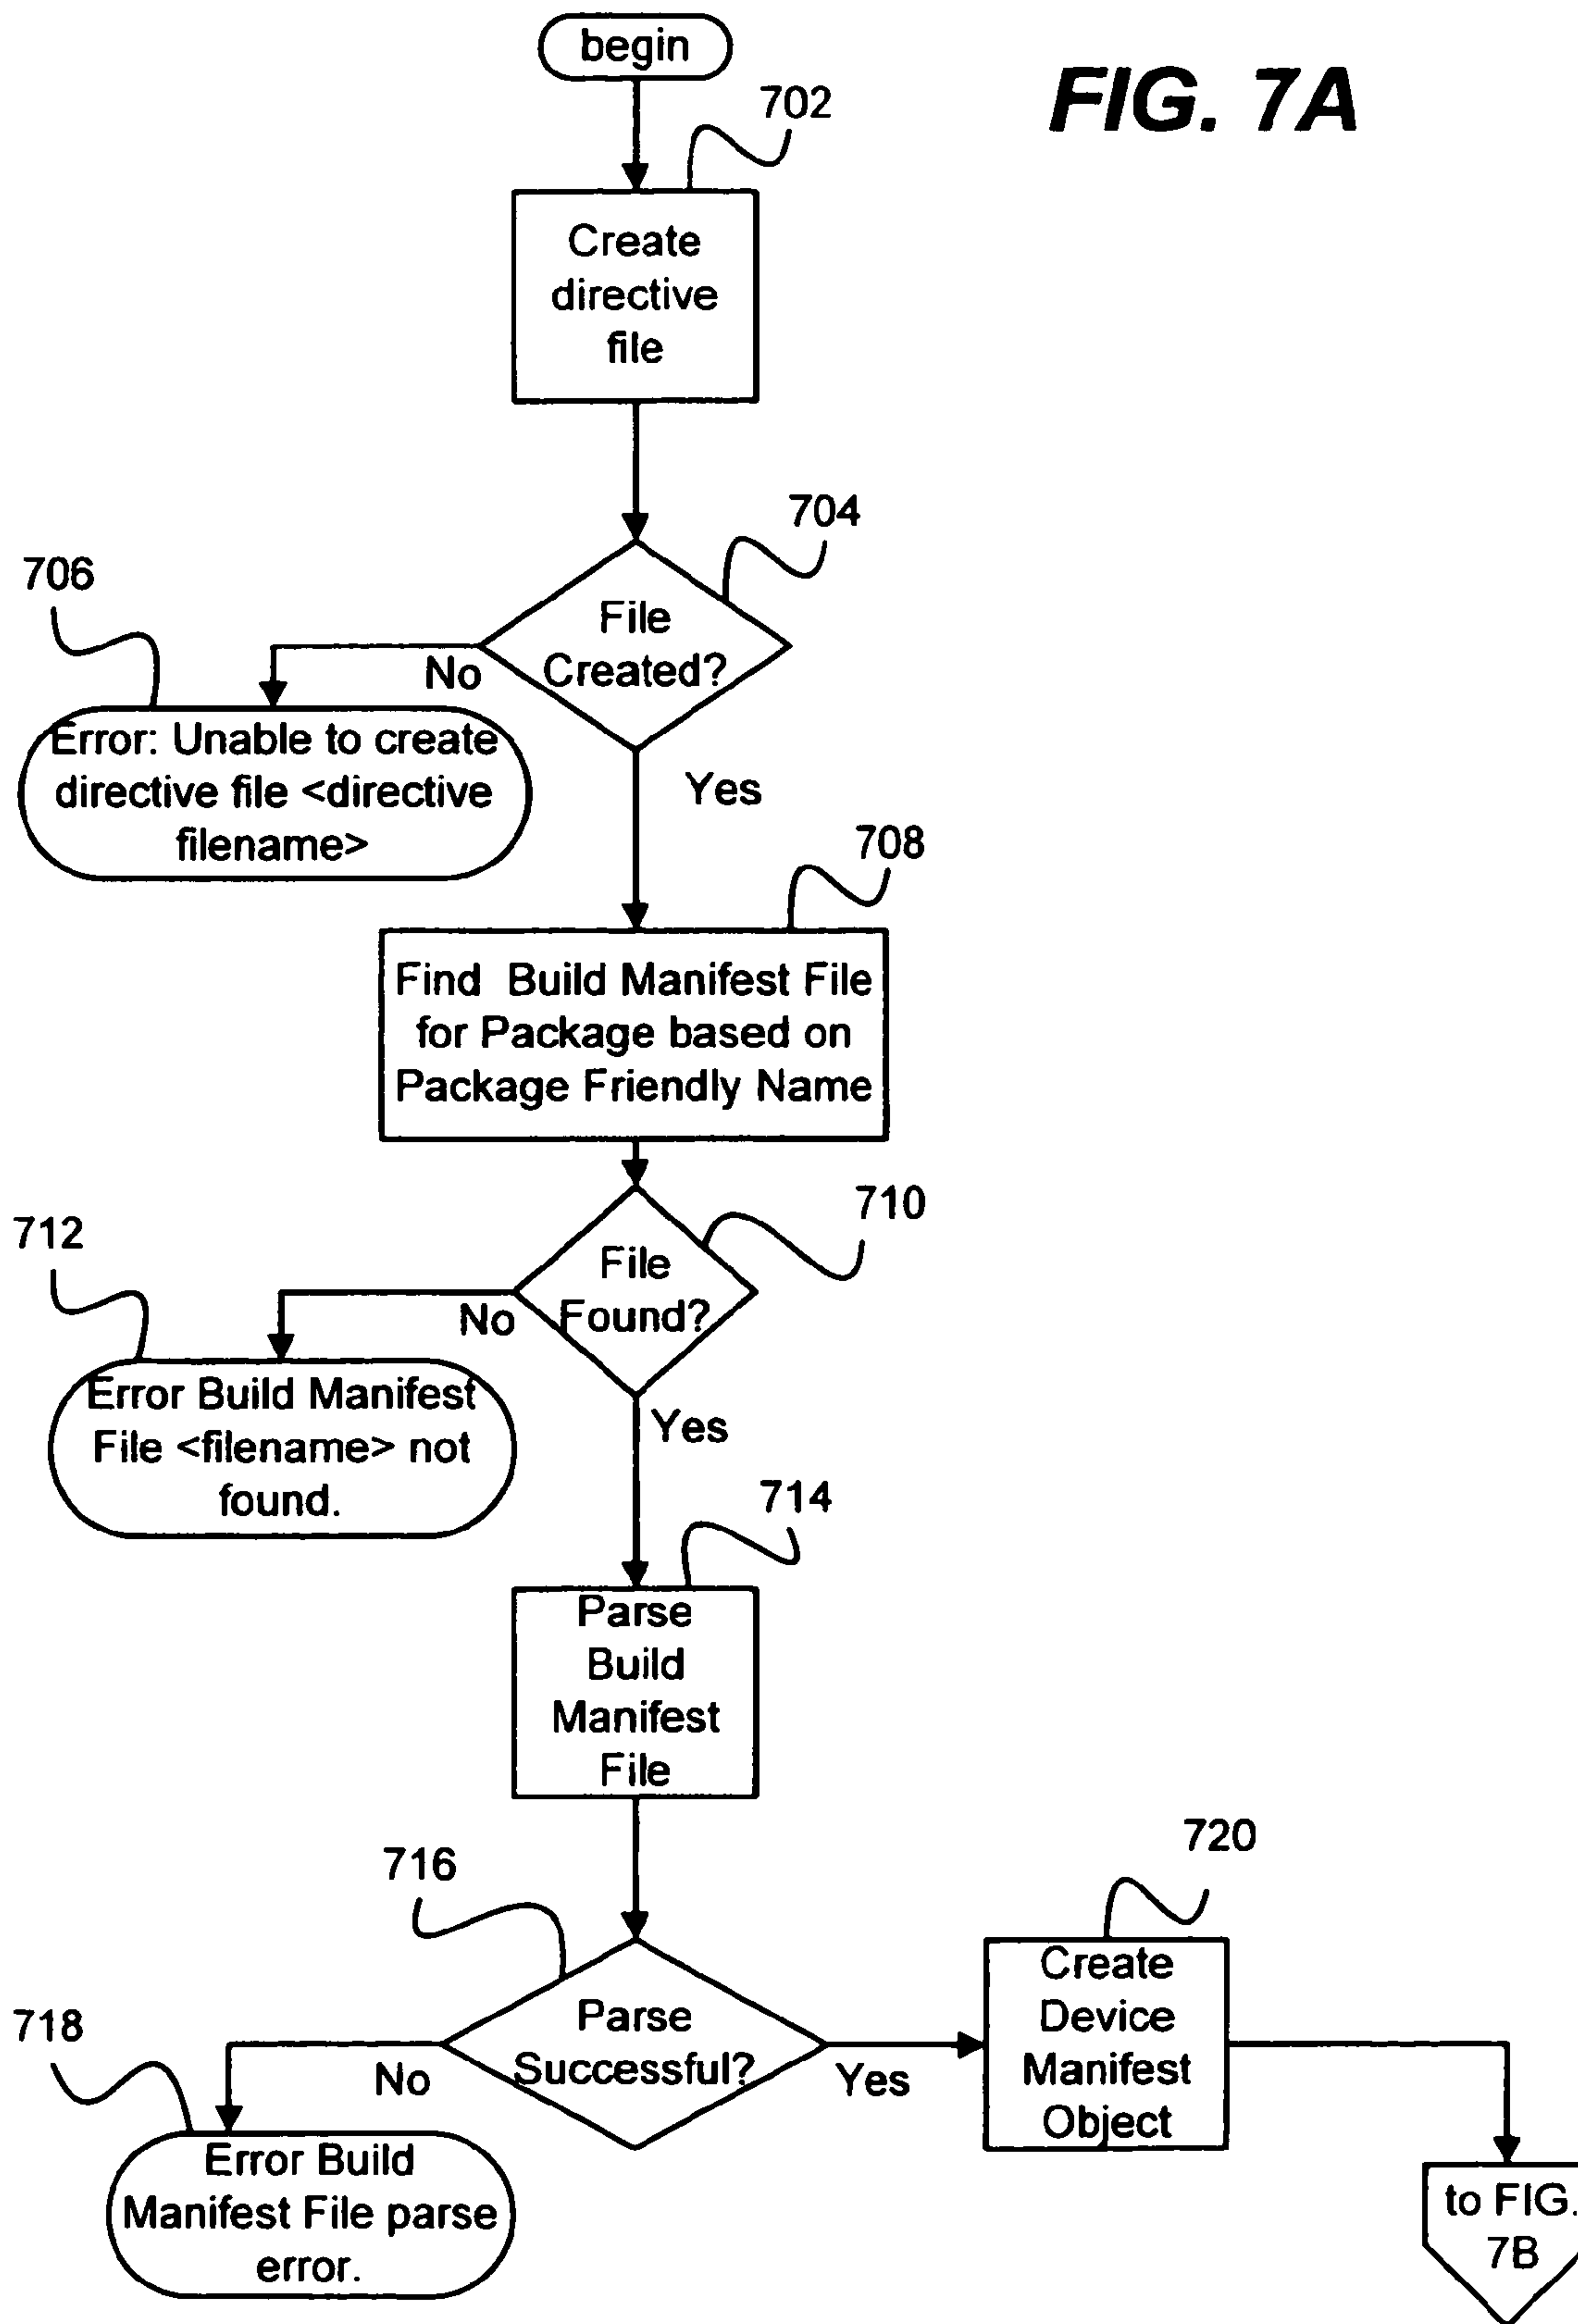 begin
FIG. 7A
702
Create
directive
file
704
File
Created?
706
No
Error: Unable to create
directive file <directive
filename>
Yes
708
Find Build Manifest File
for Package based on
Package Friendly Name
710
File
Found?
712
No
Error Build Manifest
File <filename> not
found.
Yes
714
Parse
Build
Manifest
File
716
Parse
Successful?
718
No
Error Build
Manifest File parse
error.
Yes
720
Create
Device
Manifest
Object
to FIG.
7B